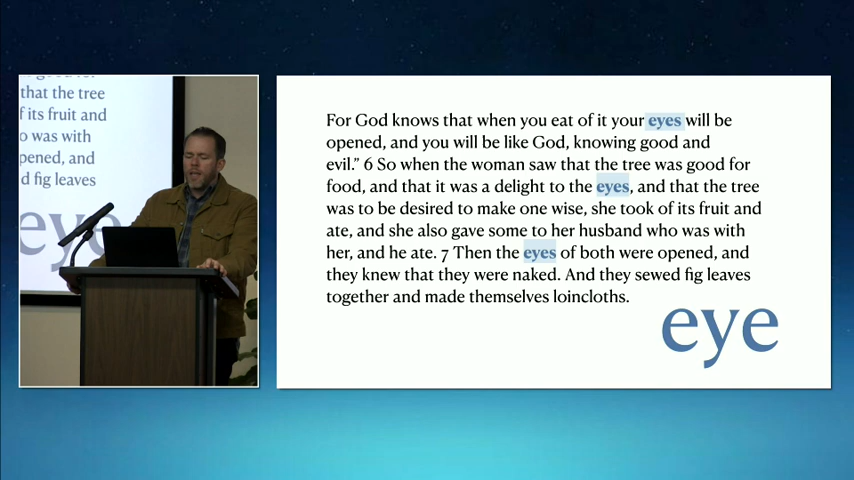 good for
that the tree
f its fruit and
o was with
pened, and
d fig leaves
eye
For God knows that when you eat of it your eyes will be
opened, and you will be like God, knowing good and
evil.” 6 So when the woman saw that the tree was good for
food, and that it was a delight to the eyes, and that the tree
was to be desired to make one wise, she took of its fruit and
ate, and she also gave some to her husband who was with
her, and he ate. 7 Then the eyes of both were opened, and
they knew that they were naked. And they sewed fig leaves
together and made themselves loincloths.
eye